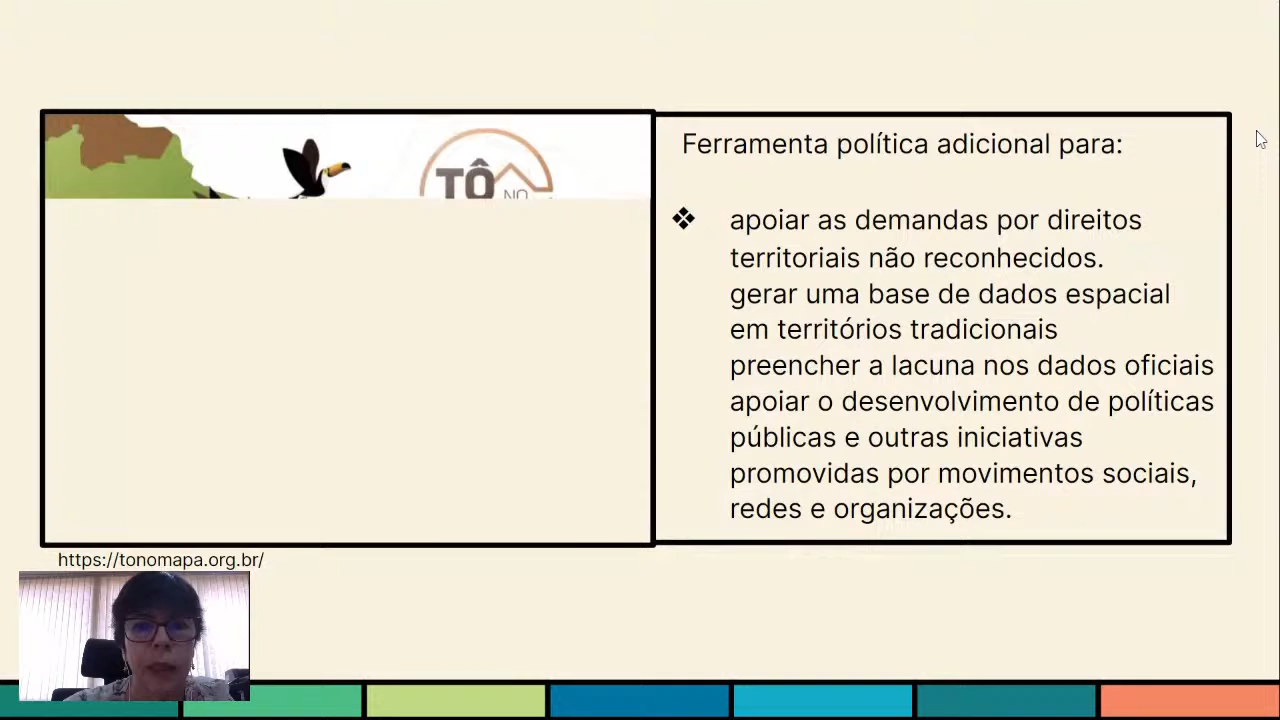 TÔ
NO
Ferramenta política adicional para:
❖ apoiar as demandas por direitos
territoriais não reconhecidos.
gerar uma base de dados espacial
em territórios tradicionais
preencher a lacuna nos dados oficiais
apoiar o desenvolvimento de políticas
públicas e outras iniciativas
promovidas por movimentos sociais,
redes e organizações.
https://tonomapa.org.br/